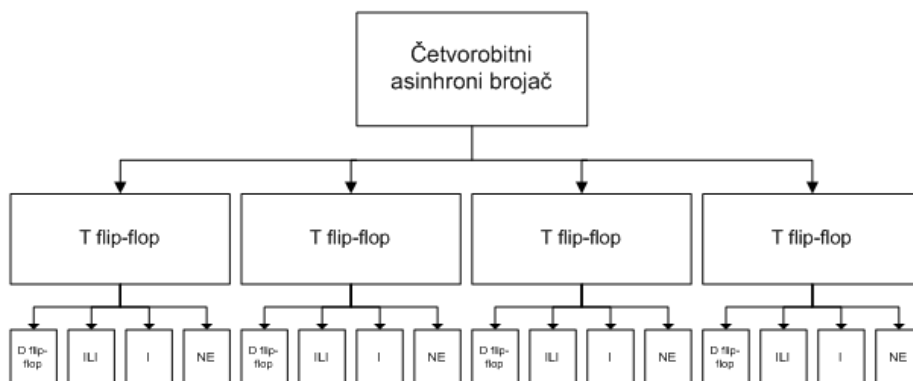 Četvorobitni
asinhroni brojač
T flip-flop
T flip-flop
T flip-flop
T flip-flop
D flip-
flop
ILI
I
NE
D flip-
flop
ILI
I
NE
D flip-
flop
ILI
I
NE
D flip-
flop
ILI
I
NE